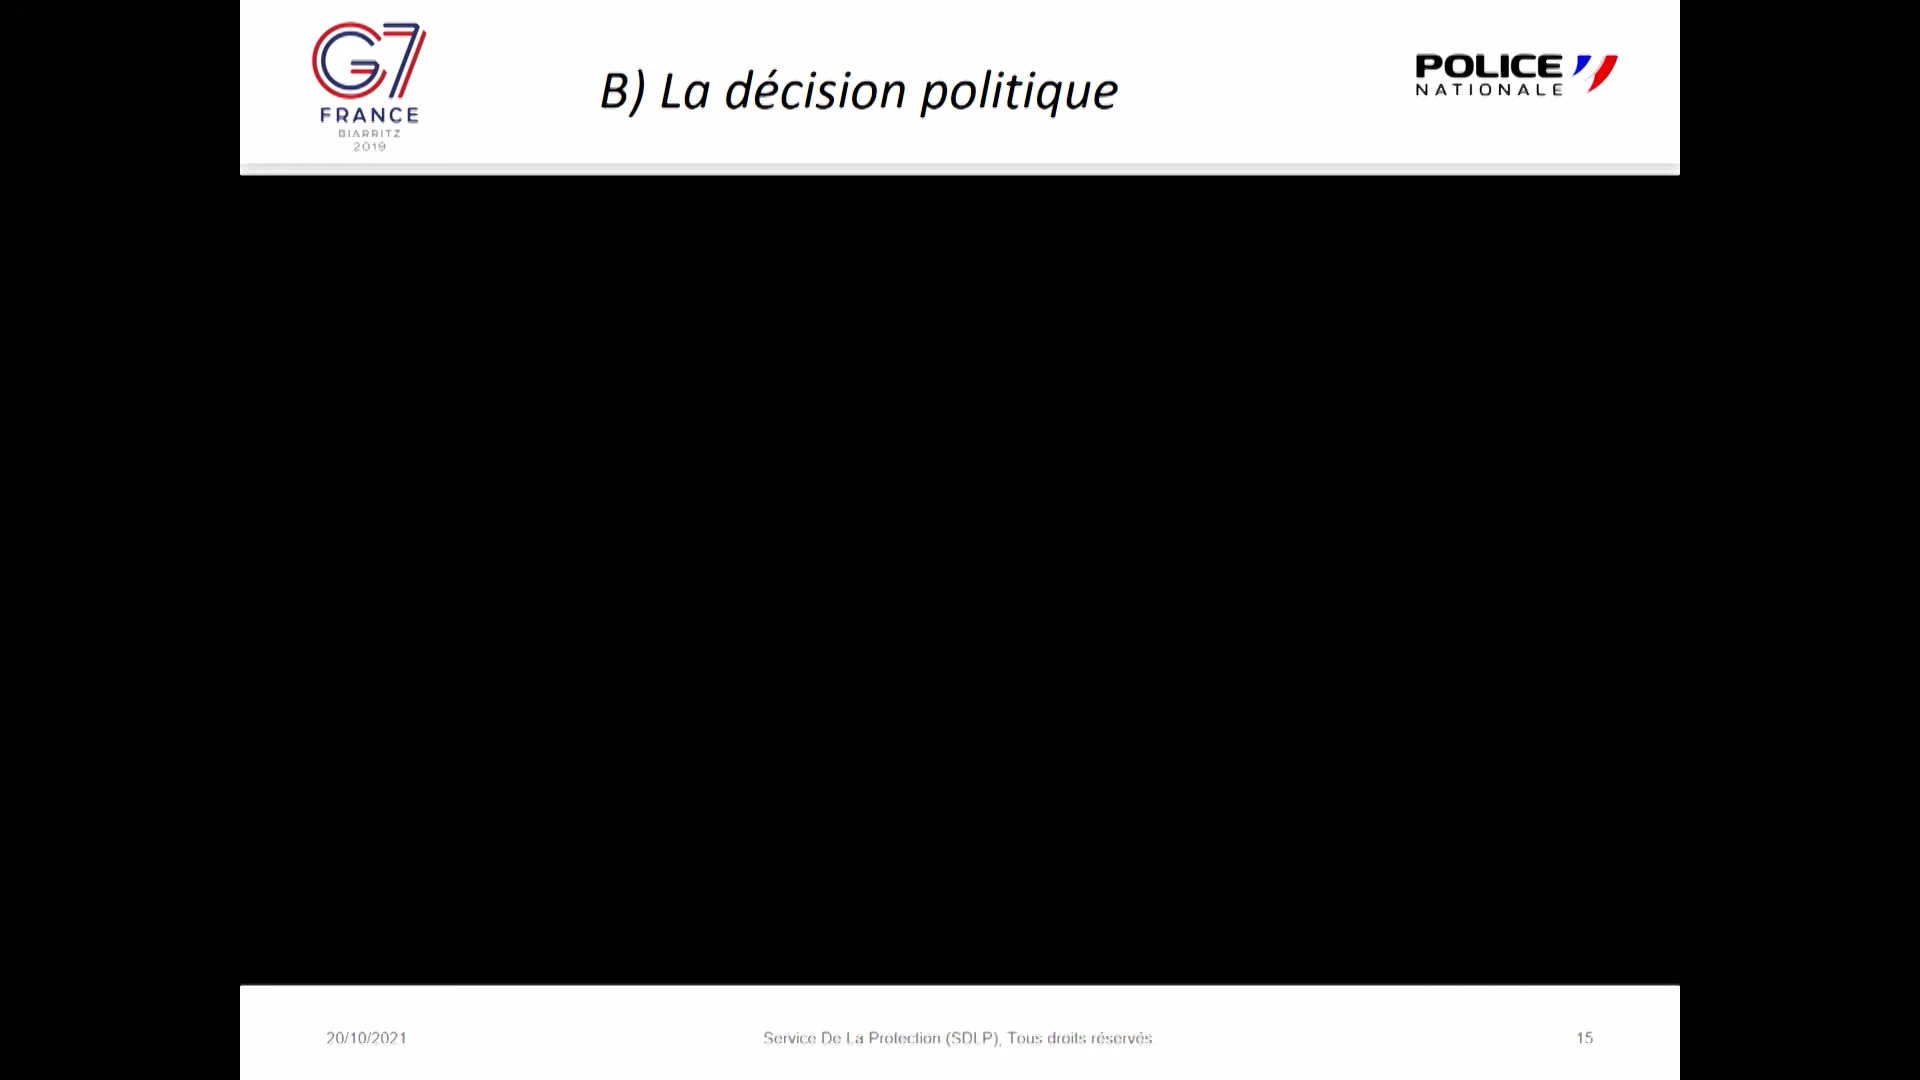 G7
FRANCE
BIARRITZ
2019
B) La décision politique
POLICE
NATIONALE
20/10/2021
Service De La Protection (SDLP), Tous droits réservés
15